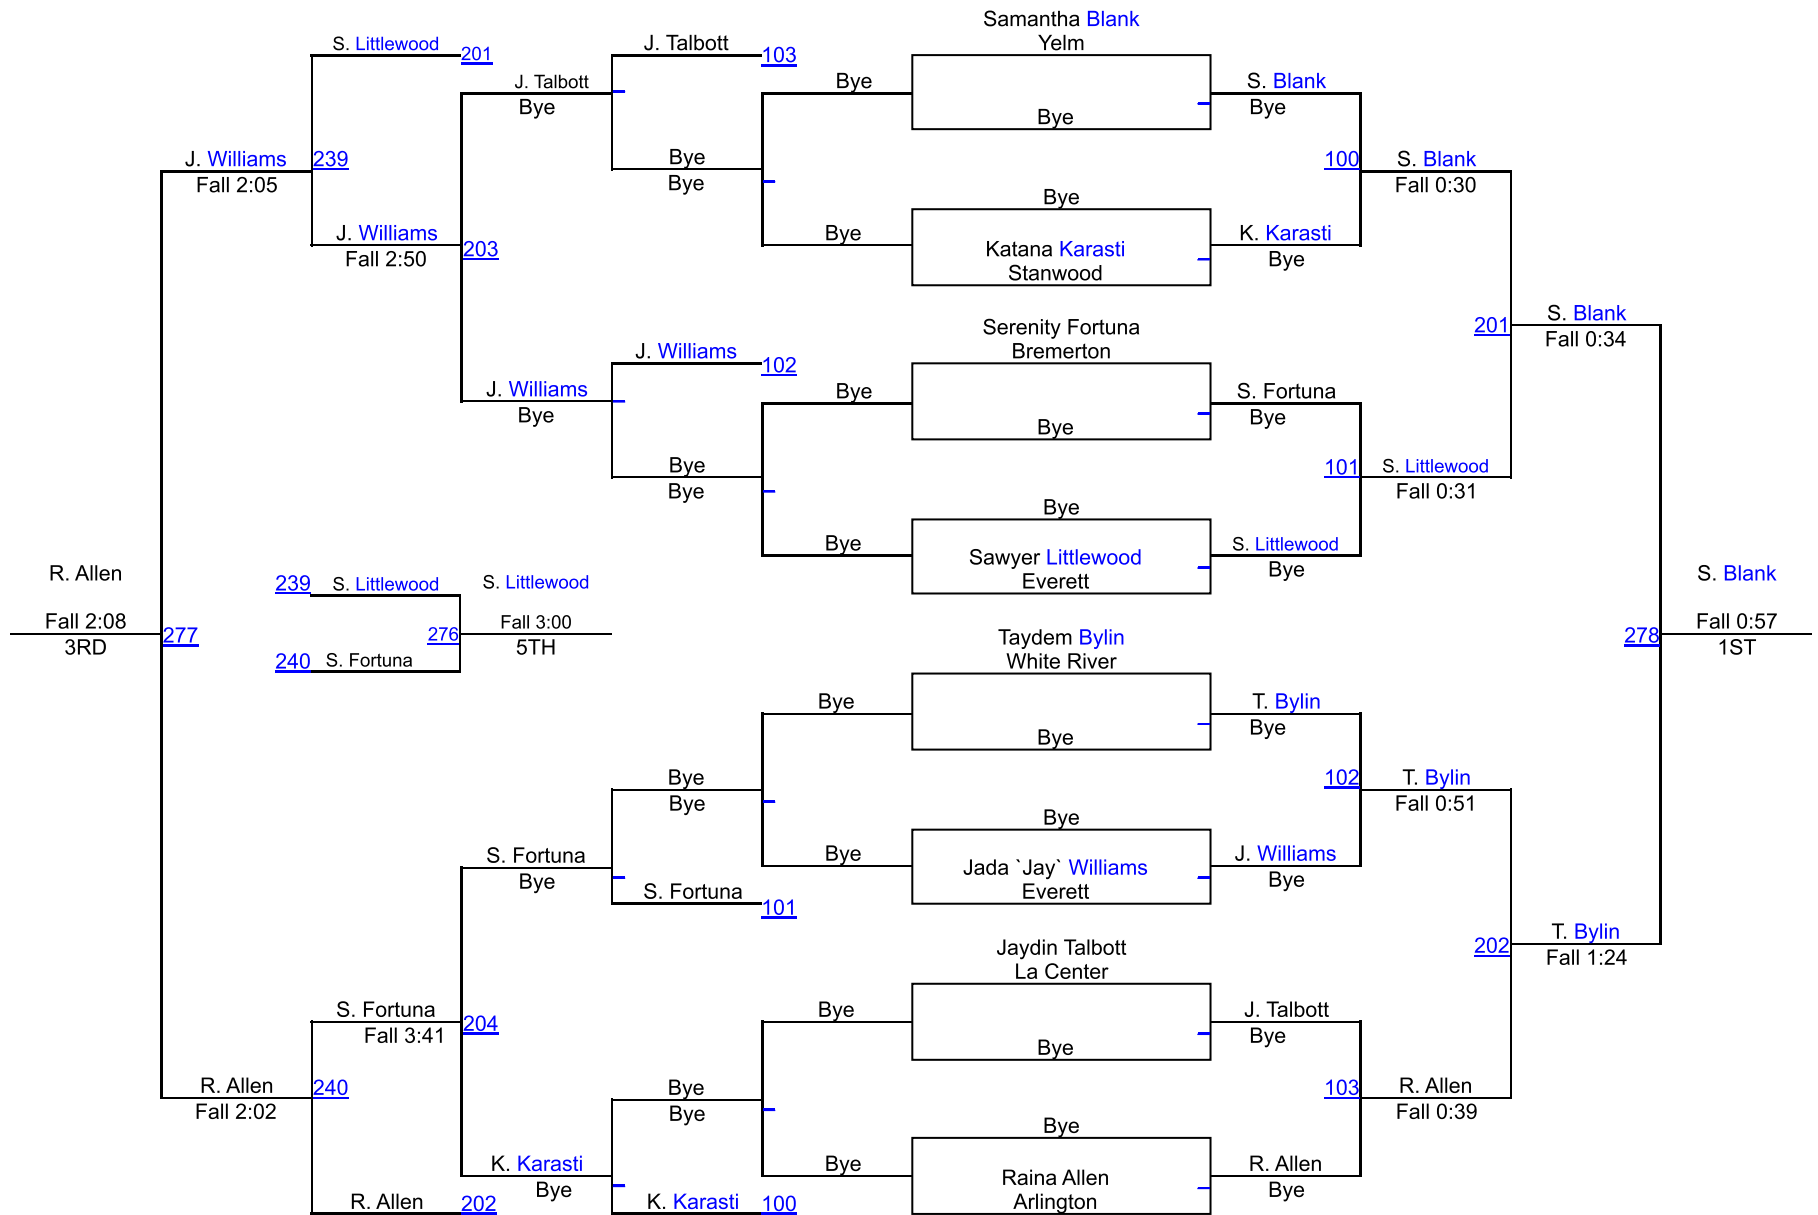 Samantha Blank
S. Littlewood
J. Talbott
Yelm
201
103
J. Talbott
Bye
S. Blank
Bye
Bye
Bye
J. Williams
239
Bye
100
S. Blank
Fall 2:05
Bye
Fall 0:30
Bye
J. Williams
203
Bye
Katana Karasti
K. Karasti
Fall 2:50
Stanwood
Bye
Serenity Fortuna
S. Blank
J. Williams
Bremerton
201
Fall 0:34
102
J. Williams
Bye
S. Fortuna
Bye
Bye
Bye
Bye
101
S. Littlewood
Bye
Fall 0:31
Bye
Bye
Sawyer Littlewood
S. Littlewood
Everett
Bye
R. Allen
239
S. Littlewood
S. Littlewood
S. Blank
Fall 2:08
277
276
Fall 3:00
Taydem Bylin
278
Fall 0:57
3RD
5TH
1ST
240
S. Fortuna
White River
Bye
T. Bylin
Bye
Bye
Bye
102
T. Bylin
Bye
Fall 0:51
Bye
S. Fortuna
Bye
Jada `Jay` Williams
J. Williams
Bye
Everett
Bye
S. Fortuna
101
Jaydin Talbott
202
T. Bylin
La Center
Fall 1:24
S. Fortuna
204
Bye
J. Talbott
Fall 3:41
Bye
Bye
R. Allen
240
Bye
103
R. Allen
Fall 2:02
Bye
Fall 0:39
Bye
K. Karasti
Bye
Raina Allen
R. Allen
Bye
Bye
R. Allen
202
K. Karasti
100
Arlington